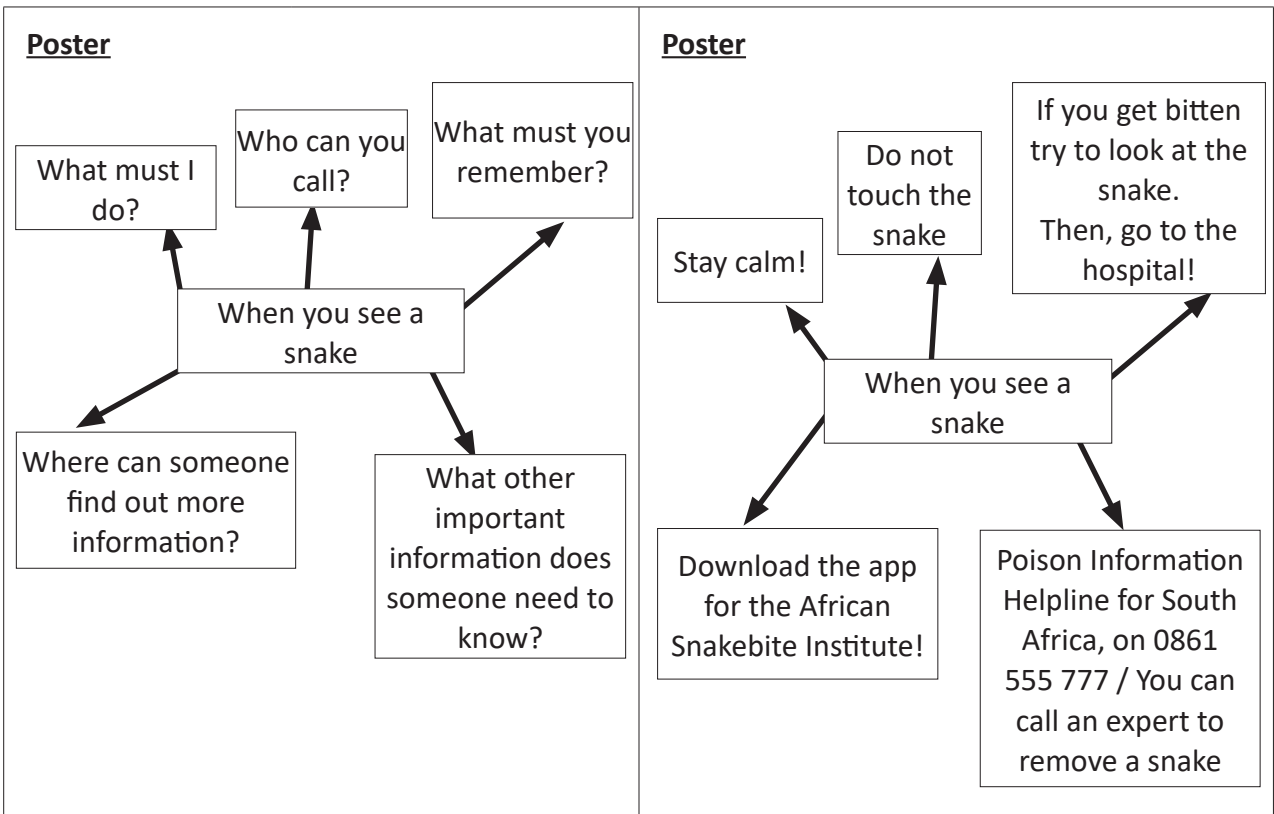 Poster
What must I
do?
Who can you
call?
What must you
remember?
When you see a
snake
Where can someone
find out more
information?
What other
important
information does
someone need to
know?
Poster
Stay calm!
Do not
touch the
snake
If you get bitten
try to look at the
snake.
Then, go to the
hospital!
When you see a
snake
Download the app
for the African
Snakebite Institute!
Poison Information
Helpline for South
Africa, on 0861
555 777 / You can
call an expert to
remove a snake